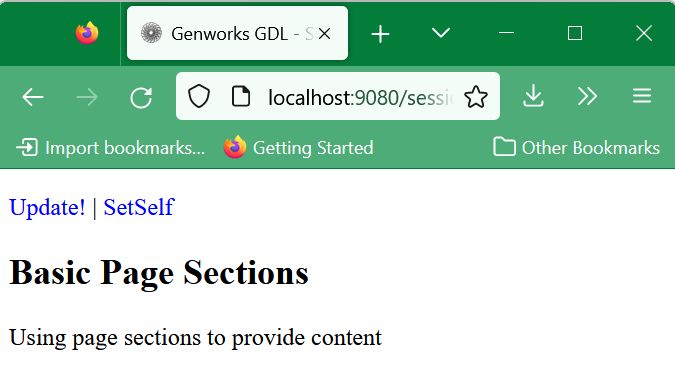 Genworks GDL - S
localhost:9080/sessi
Import bookmarks...
Getting Started
Other Bookmarks
Update! | SetSelf
Basic Page Sections
Using page sections to provide content